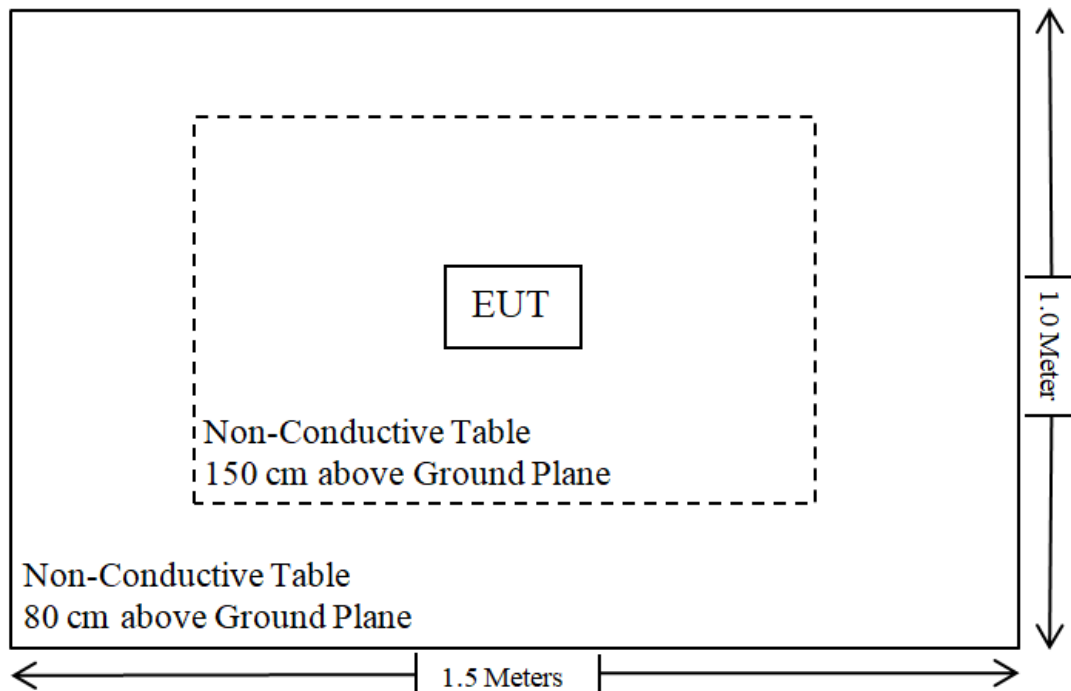 EUT
Non-Conductive Table
150 cm above Ground Plane
Non-Conductive Table
80 cm above Ground Plane
1.0 Meter
1.5 Meters